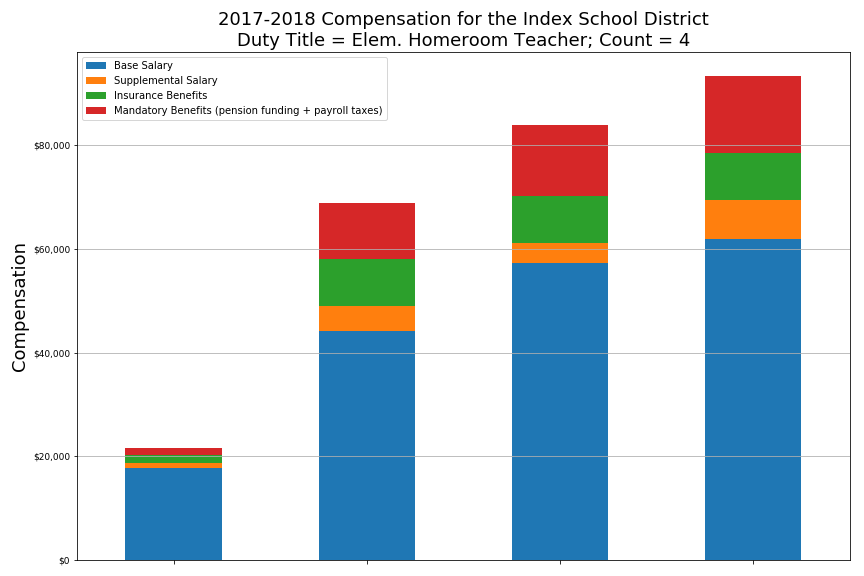 2017-2018 Compensation for the Index School District
Duty Title = Elem. Homeroom Teacher; Count = 4
Base Salary
Supplemental Salary
Insurance Benefits
Mandatory Benefits (pension funding + payroll taxes)
$80,000
$60,000
$40,000
$20,000
$0
Compensation